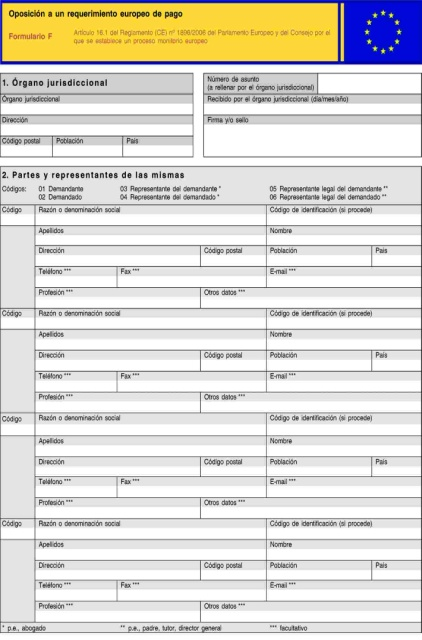 Oposición a un requerimiento europeo de pago
Formulario F
Artículo 16.1 del Reglamento (CE) nº 1896/2006 del Parlamento Europeo y del Consejo por el
que se establece un proceso monitorio europeo
1. Órgano jurisdiccional
Órgano jurisdiccional
Dirección
Código postal Población País
Número de asunto
(a rellenar por el órgano jurisdiccional)
Recibido por el órgano jurisdiccional (día/mes/año)
Firma y/o sello
2. Partes y representantes de las mismas
Códigos: 01 Demandante 03 Representante del demandante * 05 Representante legal del demandante **
02 Demandado 04 Representante del demandado * 06 Representante legal del demandado **
Código Razón o denominación social Código de identificación (si procede)
Apellidos Nombre
Dirección Código postal Población País
Teléfono *** Fax *** E-mail ***
Profesión *** Otros datos ***
Código Razón o denominación social Código de identificación (si procede)
Apellidos Nombre
Dirección Código postal Población País
Teléfono *** Fax *** E-mail ***
Profesión *** Otros datos ***
Código Razón o denominación social Código de identificación (si procede)
Apellidos Nombre
Dirección Código postal Población País
Teléfono *** Fax *** E-mail ***
Profesión *** Otros datos ***
Código Razón o denominación social Código de identificación (si procede)
Apellidos Nombre
Dirección Código postal Población País
Teléfono *** Fax *** E-mail ***
Profesión *** Otros datos ***
* p.e., abogado ** p.e., padre, tutor, director general *** facultativo